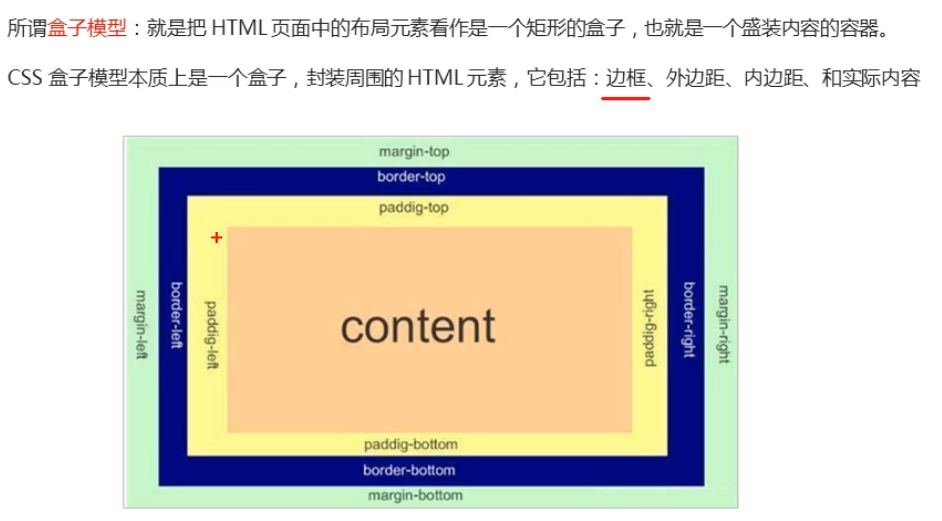 所谓盒子模型：就是把 HTML 页面中的布局元素看作是一个矩形的盒子，也就是一个盛装内容的容器。
CSS 盒子模型本质上是一个盒子，封装周围的 HTML 元素，它包括：边框、外边距、内边距、和实际内容
margin-top
border-top
paddig-top
margin-left
border-left
paddig-left
content
paddig-right
border-right
margin-right
paddig-bottom
border-bottom
margin-bottom